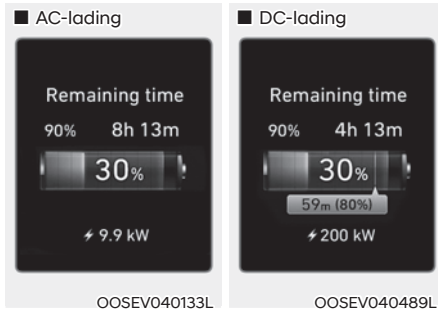 ■ AC-lading
Remaining time
90% 8h 13m
30%
9.9 kW
OOSEV040133L
■ DC-lading
Remaining time
90% 4h 13m
30%
59m (80%)
200 kW
OOSEV040489L